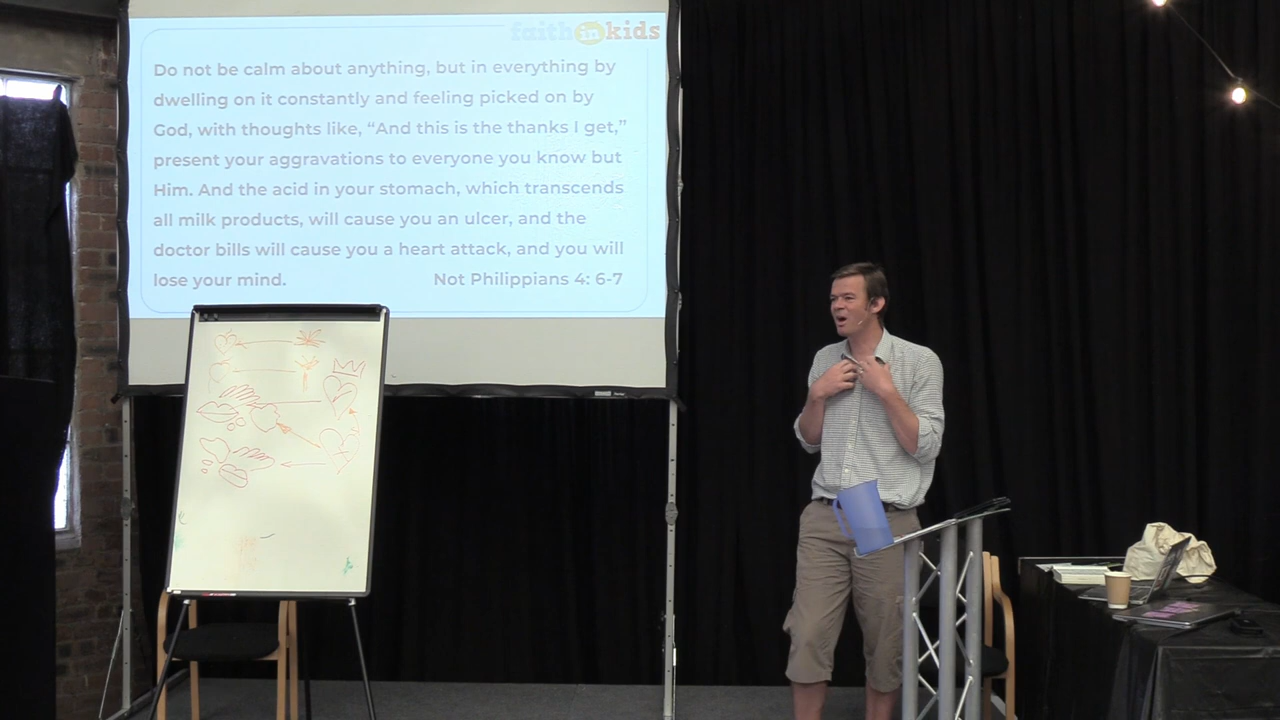 faith in kids
Do not be calm about anything, but in everything by
dwelling on it constantly and feeling picked on by
God, with thoughts like, “And this is the thanks I get,”
present your aggravations to everyone you know but
Him. And the acid in your stomach, which transcends
all milk products, will cause you an ulcer, and the
doctor bills will cause you a heart attack, and you will
lose your mind. Not Philippians 4: 6-7